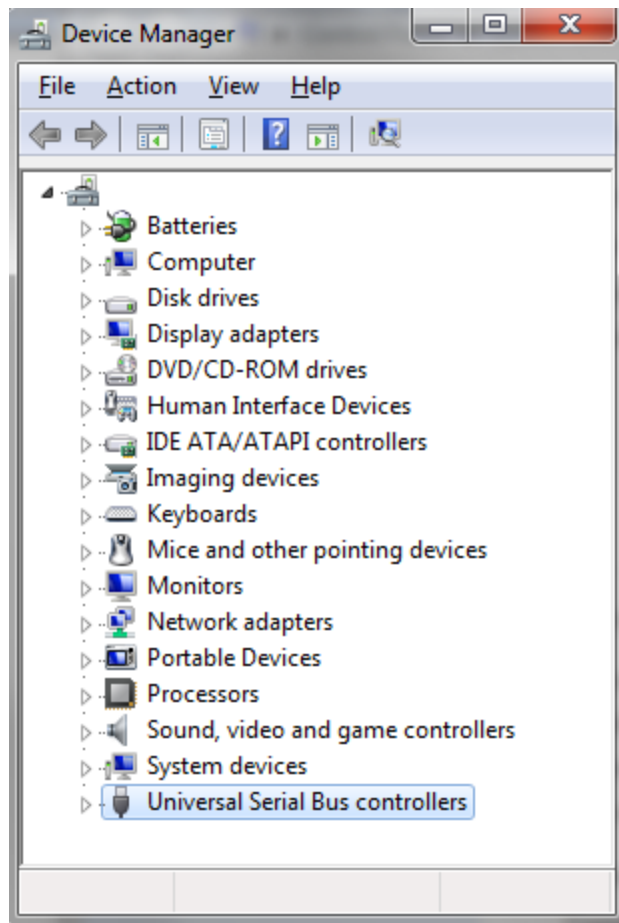 Device Manager
File Action View Help
Batteries
Computer
Disk drives
Display adapters
DVD/CD-ROM drives
Human Interface Devices
IDE ATA/ATAPI controllers
Imaging devices
Keyboards
Mice and other pointing devices
Monitors
Network adapters
Portable Devices
Processors
Sound, video and game controllers
System devices
Universal Serial Bus controllers